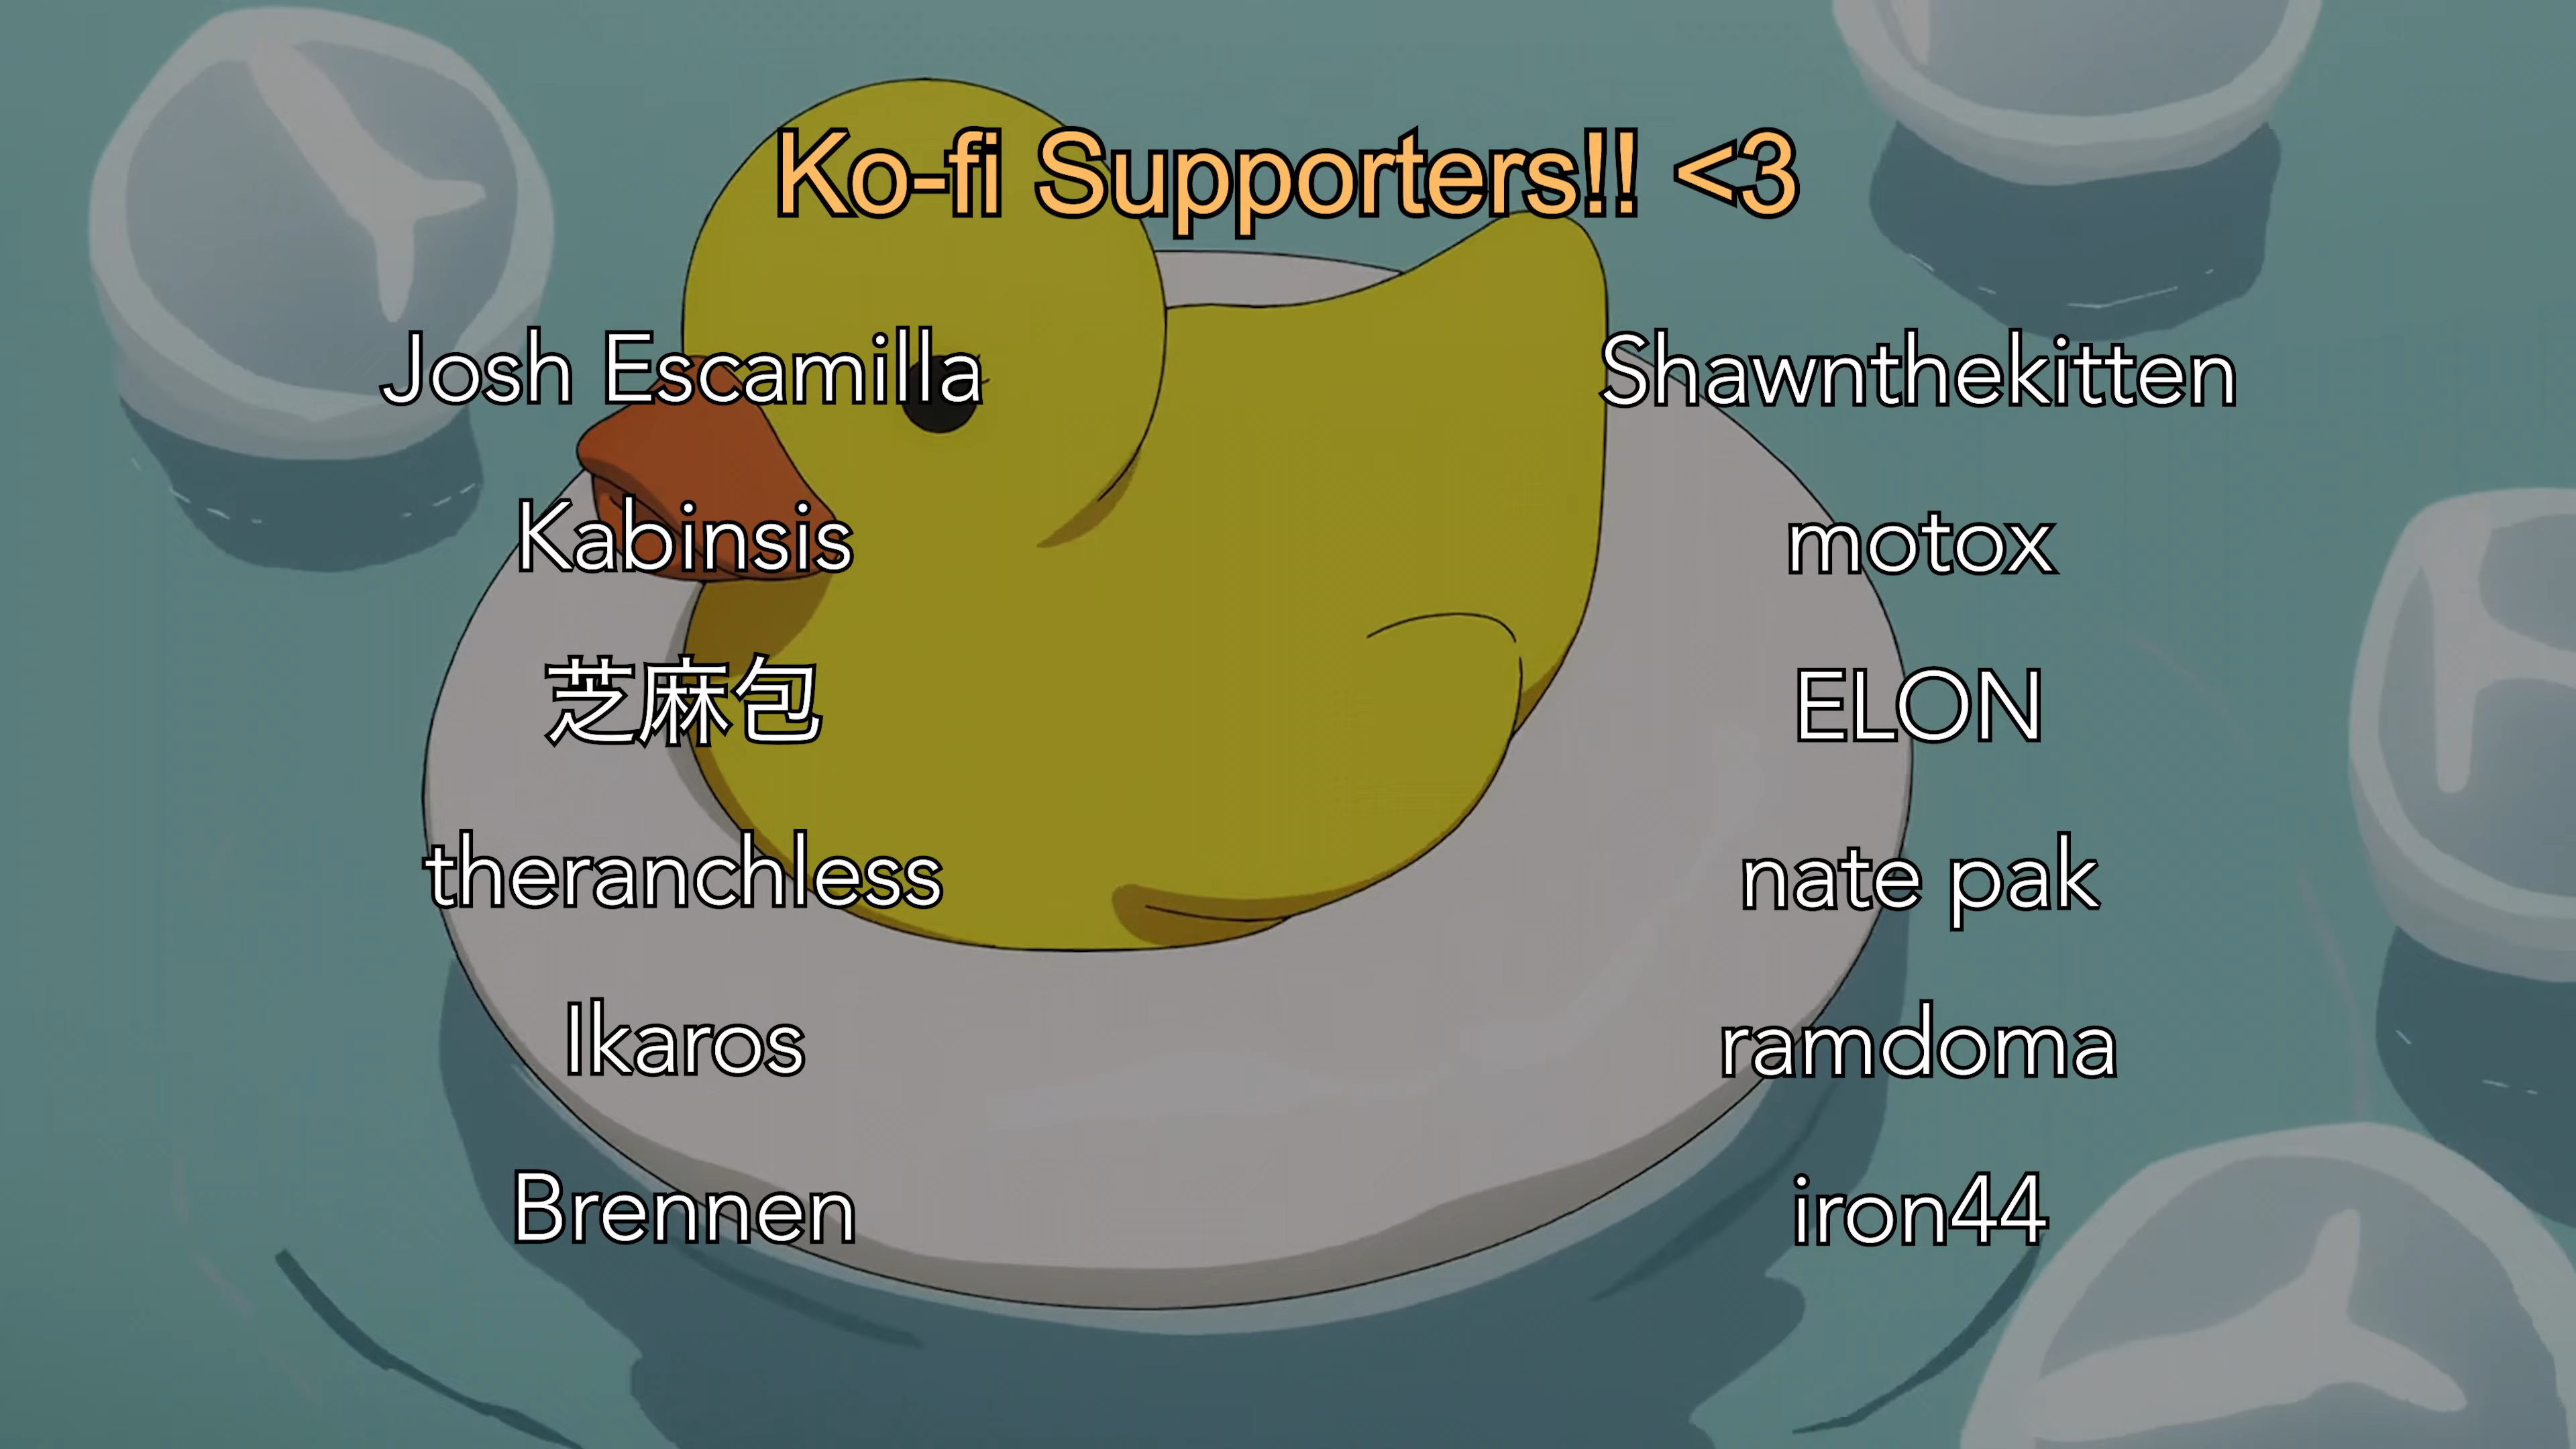 Ko-fi Supporters!! <3
Josh Escamilla
Shawnthekitten
Kabinsis
motox
芝麻包
ELON
theranchless
nate pak
Ikaros
ramdoma
Brennen
iron44